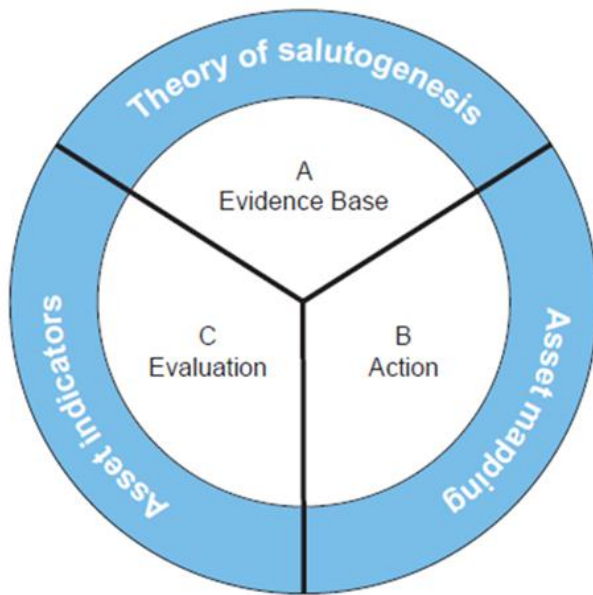 Theory of salutogenesis
A
Evidence Base
C
Evaluation
B
Action
Asset indicators
Asset mapping